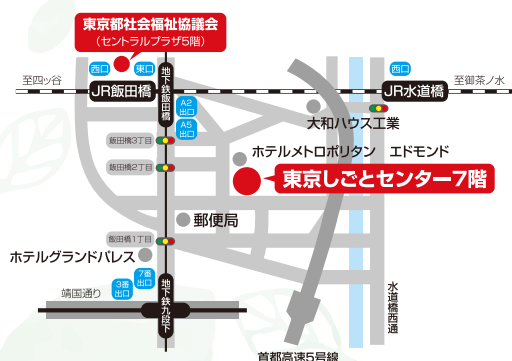 東京都社会福祉協議会
（セントラルプラザ5階）
至四ッ谷
西口
東口
JR飯田橋
地下鉄飯田橋
A2
出口
A5
出口
西口
至御茶ノ水
JR水道橋
大和ハウス工業
飯田橋3丁目
ホテルメトロポリタン エドモンド
飯田橋2丁目
東京しごとセンター7階
郵便局
飯田橋1丁目
ホテルグランドパレス
7番
出口
3番
出口
靖国通り
地下鉄九段下
水道橋西通
首都高速5号線